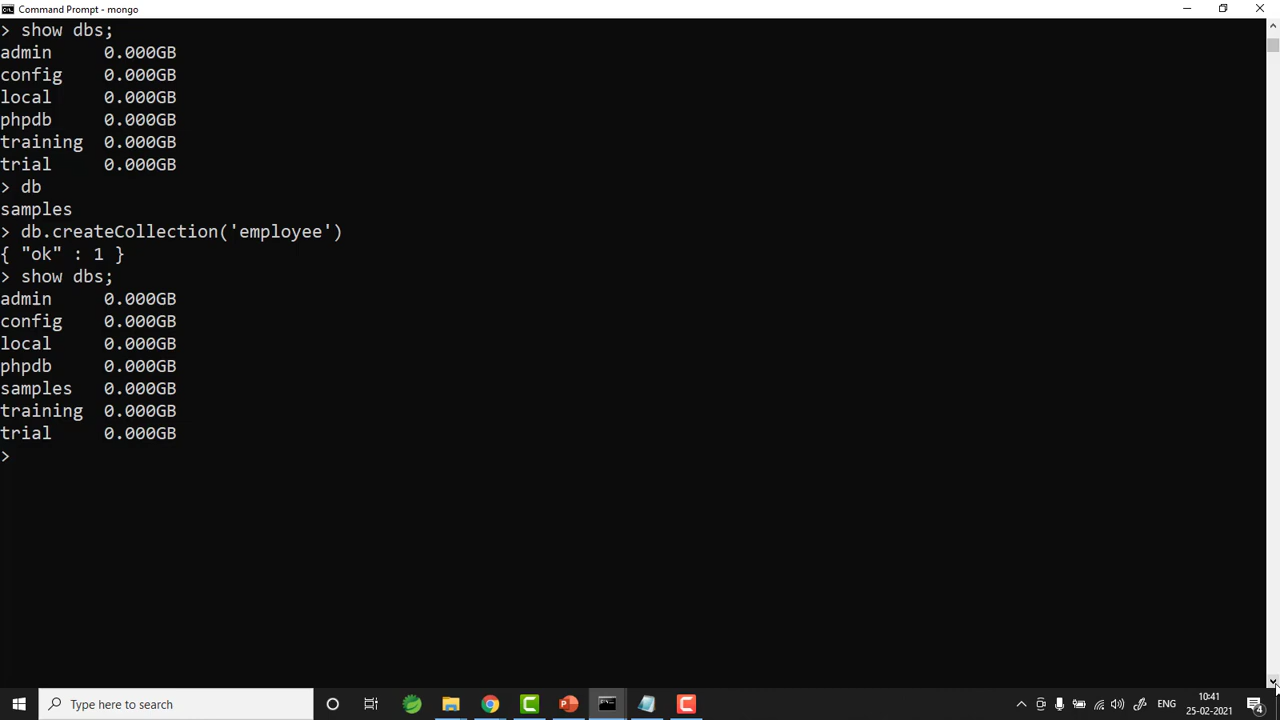 Command Prompt - mongo
> show dbs;
admin 0.000GB
config 0.000GB
local 0.000GB
phpdb 0.000GB
training 0.000GB
trial 0.000GB
> db
samples
> db.createCollection('employee')
{ "ok" : 1 }
> show dbs;
admin 0.000GB
config 0.000GB
local 0.000GB
phpdb 0.000GB
samples 0.000GB
training 0.000GB
trial 0.000GB
>
Type here to search
ENG
10:41
25-02-2021
4